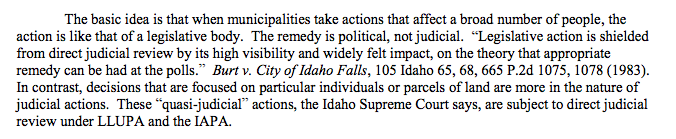 The basic idea is that when municipalities take actions that affect a broad number of people, the
action is like that of a legislative body.  The remedy is political, not judicial.  “Legislative action is shielded
from direct judicial review by its high visibility and widely felt impact, on the theory that appropriate
remedy can be had at the polls.”  Burt v. City of Idaho Falls, 105 Idaho 65, 68, 665 P.2d 1075, 1078 (1983).
In contrast, decisions that are focused on particular individuals or parcels of land are more in the nature of
judicial actions.  These “quasi-judicial” actions, the Idaho Supreme Court says, are subject to direct judicial
review under LLUPA and the IAPA.